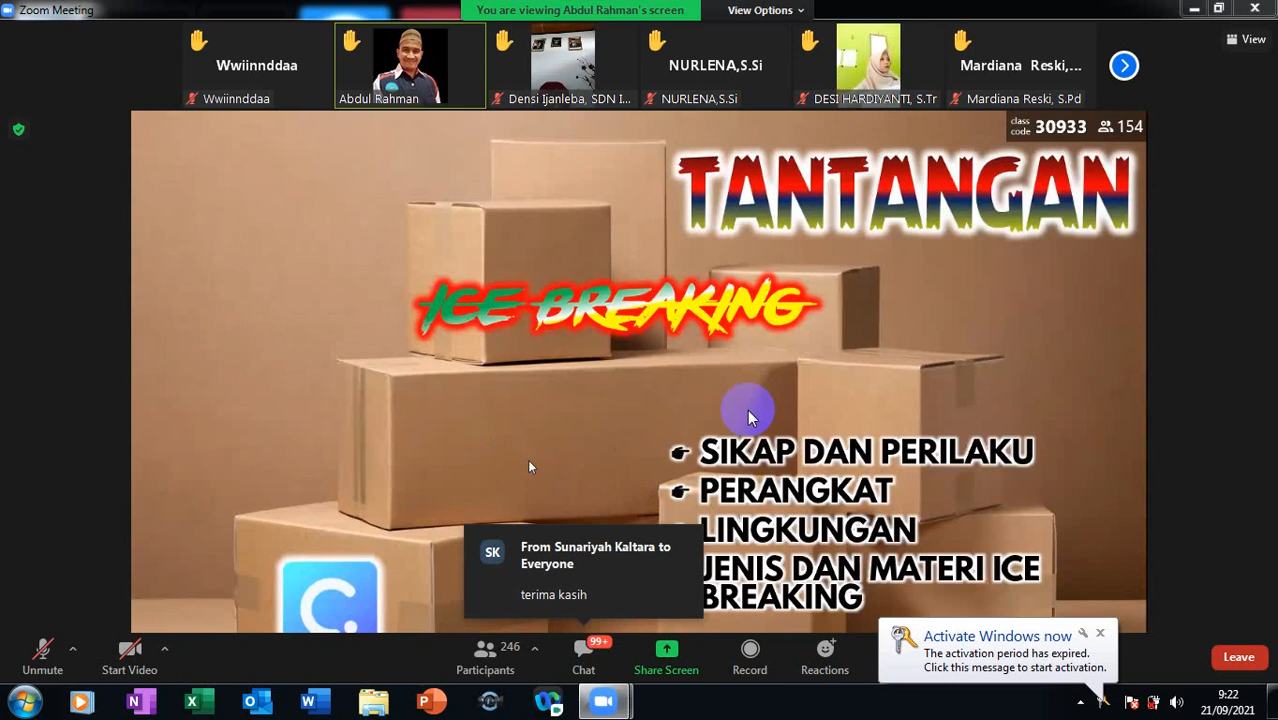 Zoom Meeting
You are viewing Abdul Rahman's screen
View Options
View
Wwiinnddaa
NURLENA,S.Si
Mardiana Reski,...
Wwiinnddaa
Abdul Rahman
Densi Ijanleba, SDN I...
NURLENA,S.Si
DESI HARDIYANTI, S.Tr
Mardiana Reski, S.Pd
class code 30933 154
TANTANGAN
ICE BREAKING
SIKAP DAN PERILAKU
PERANGKAT
LINGKUNGAN
JENIS DAN MATERI ICE
BREAKING
SK
From Sunariyah Kaltara to
Everyone
terima kasih
Activate Windows now
The activation period has expired.
Click this message to start activation.
Unmute
Start Video
246
Participants
99+
Chat
Share Screen
Record
Reactions
Leave
9:22
21/09/2021